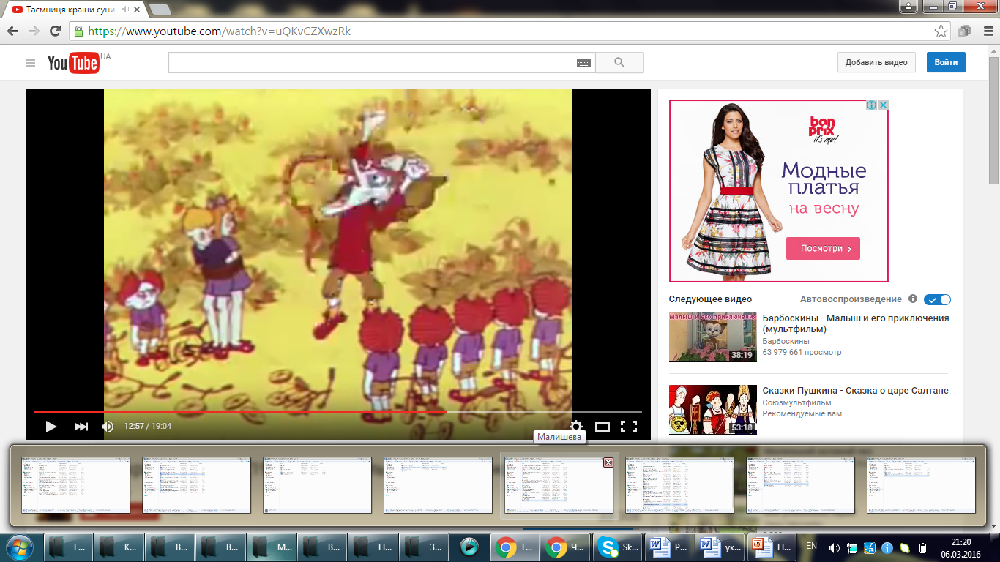 Таємниця країни суни
https://www.youtube.com/watch?v=uQKvCZXwzRk
YouTube UA
Добавить видео
Войти
bon prix
it's me!
Модные
платья
на весну
Посмотри
Следующее видео
Автовоспроизведение
Малыш и его приключения
38:19
Барбоскины - Малыш и его приключения
(мультфильм)
Барбоскины
63 979 661 просмотр
53:18
Сказки Пушкина - Сказка о царе Салтане
Союзмультфильм
Рекомендуемые вам
12:57 / 19:04
Малишева
Г...
К...
В...
В...
М...
В...
П...
З...
Т...
Ч...
Sk...
Р...
ук...
П...
EN
21:20
06.03.2016